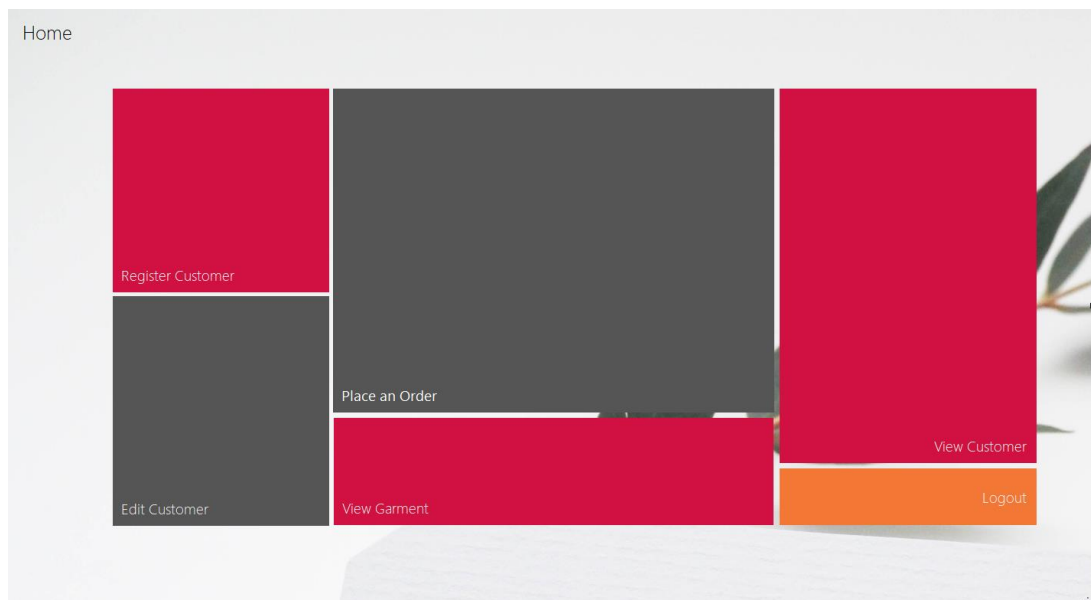 Home
Register Customer
Place an Order
View Customer
Logout
Edit Customer
View Garment